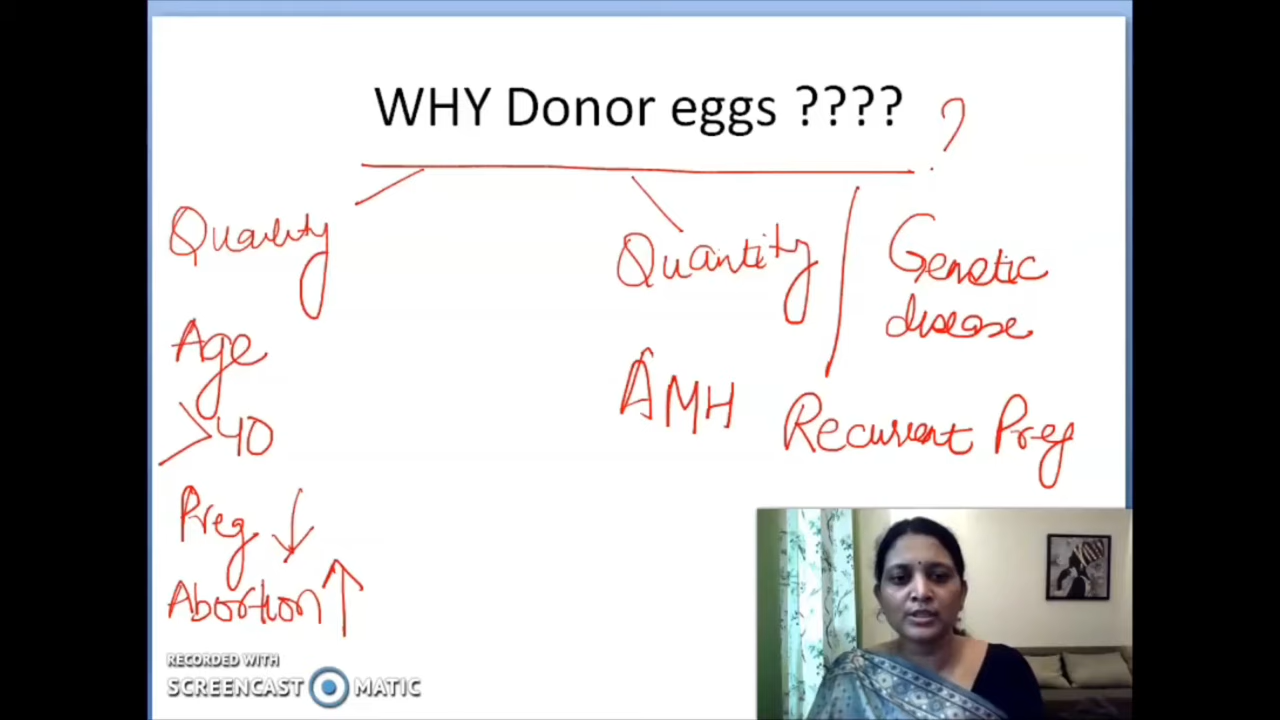 WHY Donor eggs ???? ?
Quality
Age
>40
Preg ↓
Abortion ↑
Quantity
AMH
Genetic
disease
Recurrent Preg
RECORDED WITH
SCREENCAST MATIC